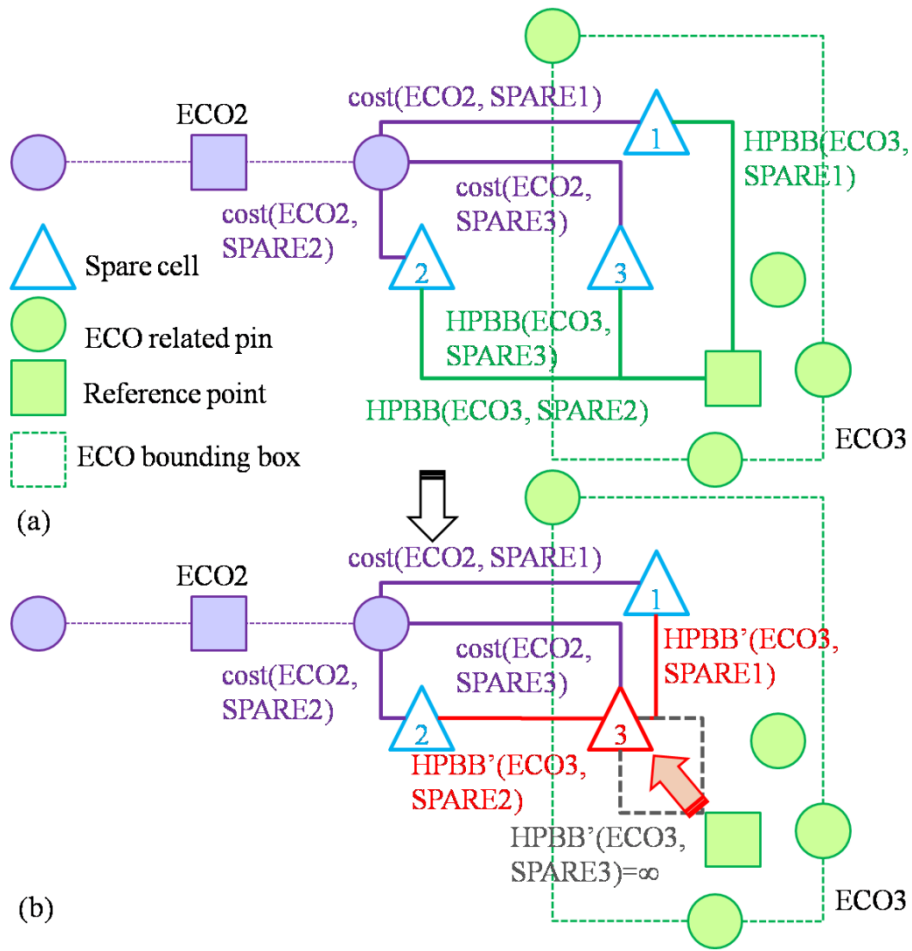 cost(ECO2, SPARE1)
ECO2
1
HPBB(ECO3,
SPARE1)
cost(ECO2,
SPARE3)
cost(ECO2,
SPARE2)
Spare cell
2
3
HPBB(ECO3,
SPARE3)
ECO related pin
Reference point
HPBB(ECO3, SPARE2)
ECO3
ECO bounding box
(a)
cost(ECO2, SPARE1)
ECO2
1
HPBB’(ECO3,
SPARE1)
cost(ECO2,
SPARE3)
cost(ECO2,
SPARE2)
2
3
HPBB’(ECO3,
SPARE2)
HPBB’(ECO3,
SPARE3)=∞
ECO3
(b)